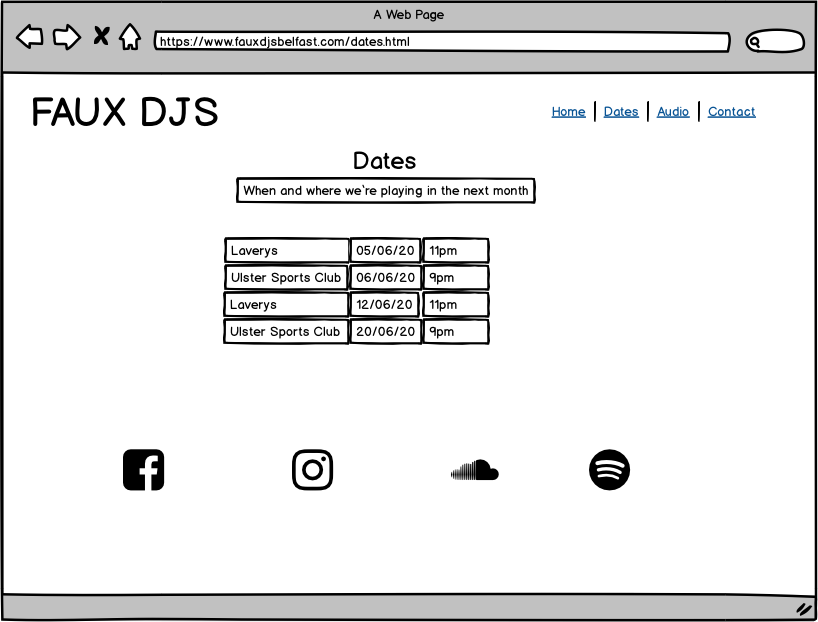 A Web Page
https://www.fauxdjsbelfast.com/dates.html
FAUX DJS
Home Dates Audio Contact
Dates
When and where we`re playing in the next month
Laverys 05/06/20 11pm
Ulster Sports Club 06/06/20 9pm
Laverys 12/06/20 11pm
Ulster Sports Club 20/06/20 9pm